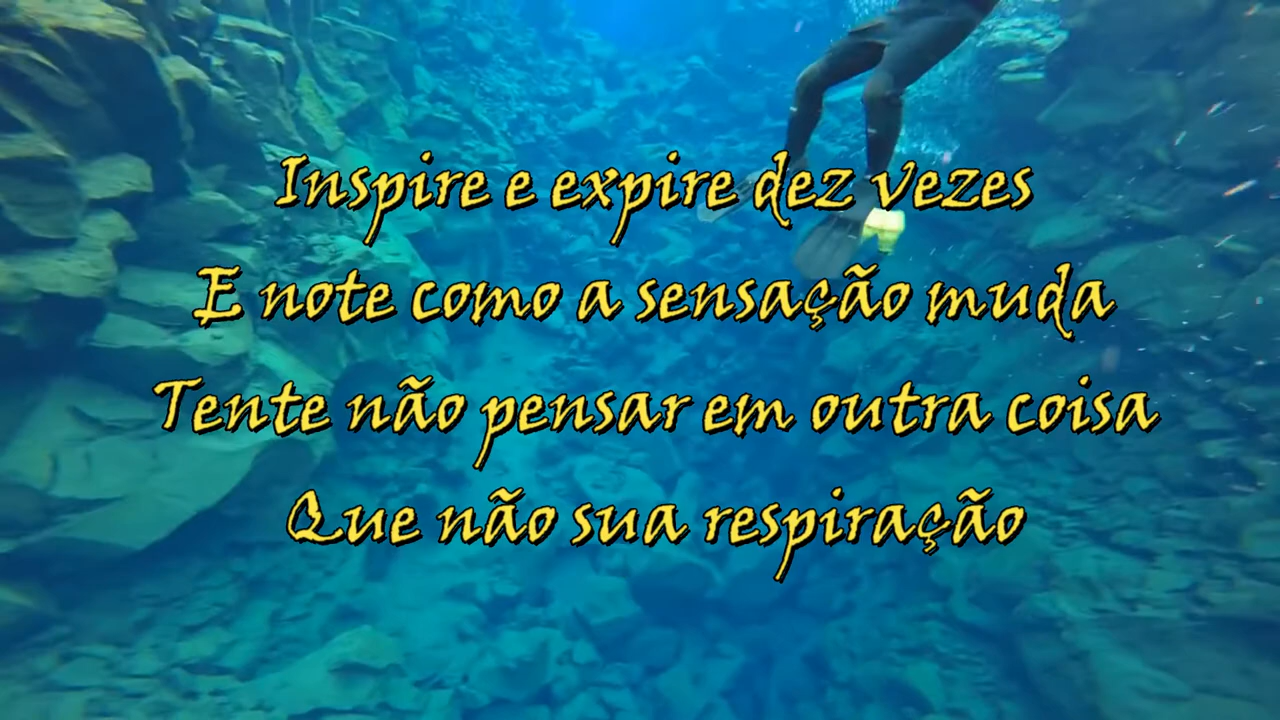 Inspire e expire dez vezes
E note como a sensação muda
Tente não pensar em outra coisa
Que não sua respiração